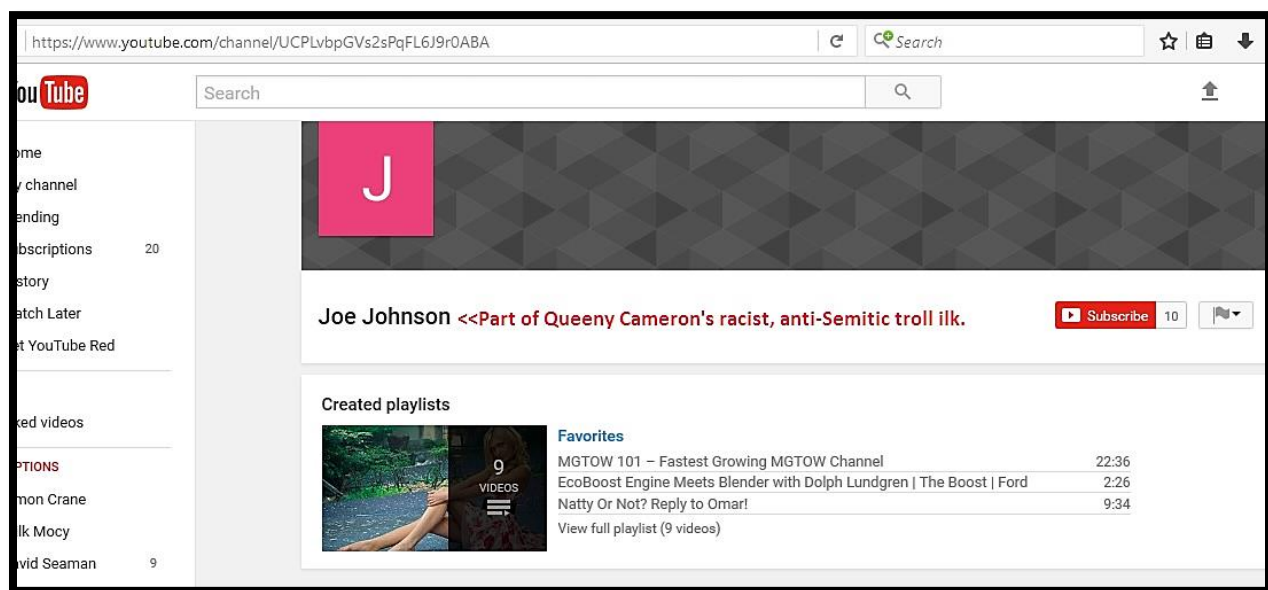 https://www.youtube.com/channel/UCPLvbpGVs2sPqFL6J9r0ABA
Search
ou Tube
Search
ome
y channel
ending
bscriptions 20
story
atch Later
et YouTube Red
ked videos
PTIONS
mon Crane
lk Mocy
vid Seaman 9
J
Joe Johnson <<Part of Queeny Cameron's racist, anti-Semitic troll ilk.
Subscribe 10
Created playlists
9
VIDEOS
Favorites
MGTOW 101 – Fastest Growing MGTOW Channel 22:36
EcoBoost Engine Meets Blender with Dolph Lundgren | The Boost | Ford 2:26
Natty Or Not? Reply to Omar! 9:34
View full playlist (9 videos)